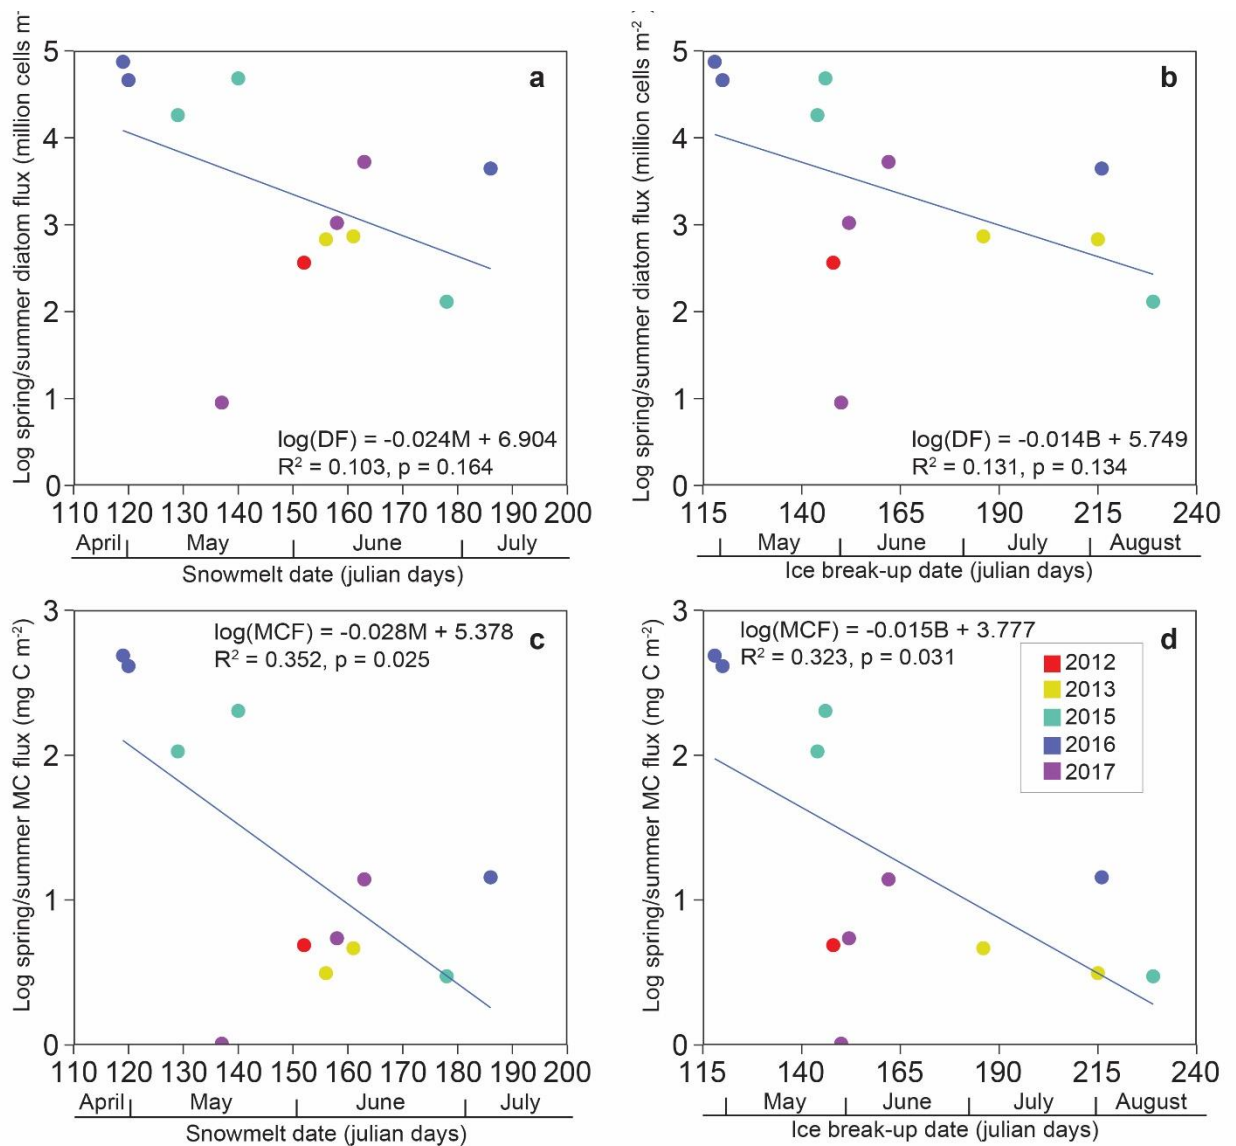 Log spring/summer diatom flux (million cells m⁻
5
4
3
2
1
0
a
log(DF) = -0.024M + 6.904
R² = 0.103, p = 0.164
110 120 130 140 150 160 170 180 190 200
April May June July
Snowmelt date (julian days)
Log spring/summer diatom flux (million cells m⁻²
5
4
3
2
1
0
b
log(DF) = -0.014B + 5.749
R² = 0.131, p = 0.134
115 140 165 190 215 240
May June July August
Ice break-up date (julian days)
Log spring/summer MC flux (mg C m⁻²)
3
2
1
0
c
log(MCF) = -0.028M + 5.378
R² = 0.352, p = 0.025
110 120 130 140 150 160 170 180 190 200
April May June July
Snowmelt date (julian days)
Log spring/summer MC flux (mg C m⁻²)
3
2
1
0
d
log(MCF) = -0.015B + 3.777
R² = 0.323, p = 0.031
2012
2013
2015
2016
2017
115 140 165 190 215 240
May June July August
Ice break-up date (julian days)